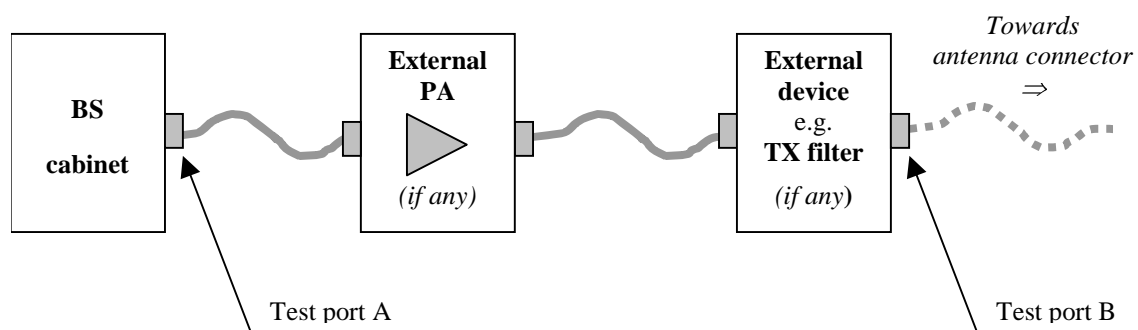 BS
cabinet
External
PA
(if any)
External
device
e.g.
TX filter
(if any)
Towards
antenna connector
⇒
Test port A
Test port B